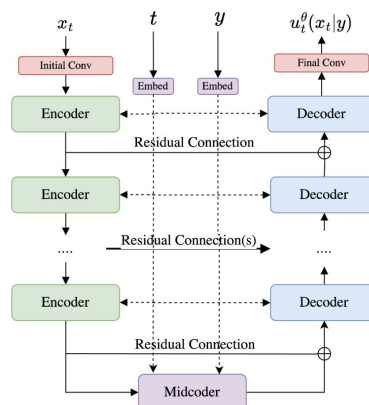 x_t t y u_t^θ(x_t|y)
Initial Conv Embed Embed Final Conv
Encoder Decoder
Residual Connection
Encoder Decoder
.... Residual Connection(s) ....
Encoder Decoder
Residual Connection
Midcoder